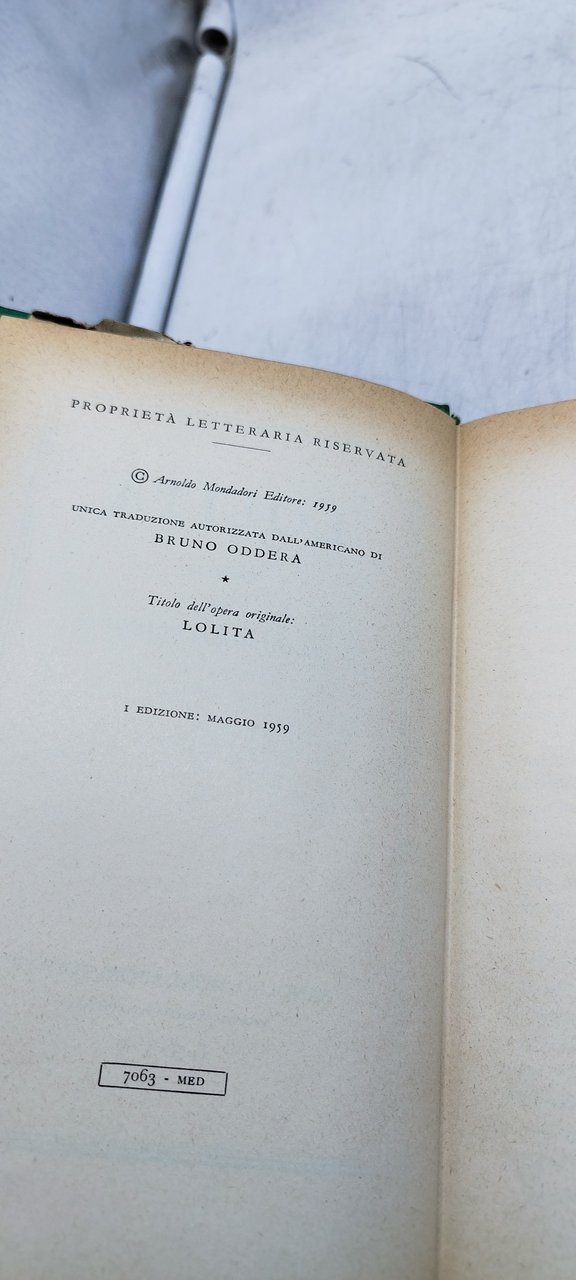 PROPRIETÀ LETTERARIA RISERVATA
© Arnoldo Mondadori Editore: 1959
UNICA TRADUZIONE AUTORIZZATA DALL'AMERICANO DI
BRUNO ODDERA
★
Titolo dell'opera originale:
LOLITA
I EDIZIONE: MAGGIO 1959
7063 - MED